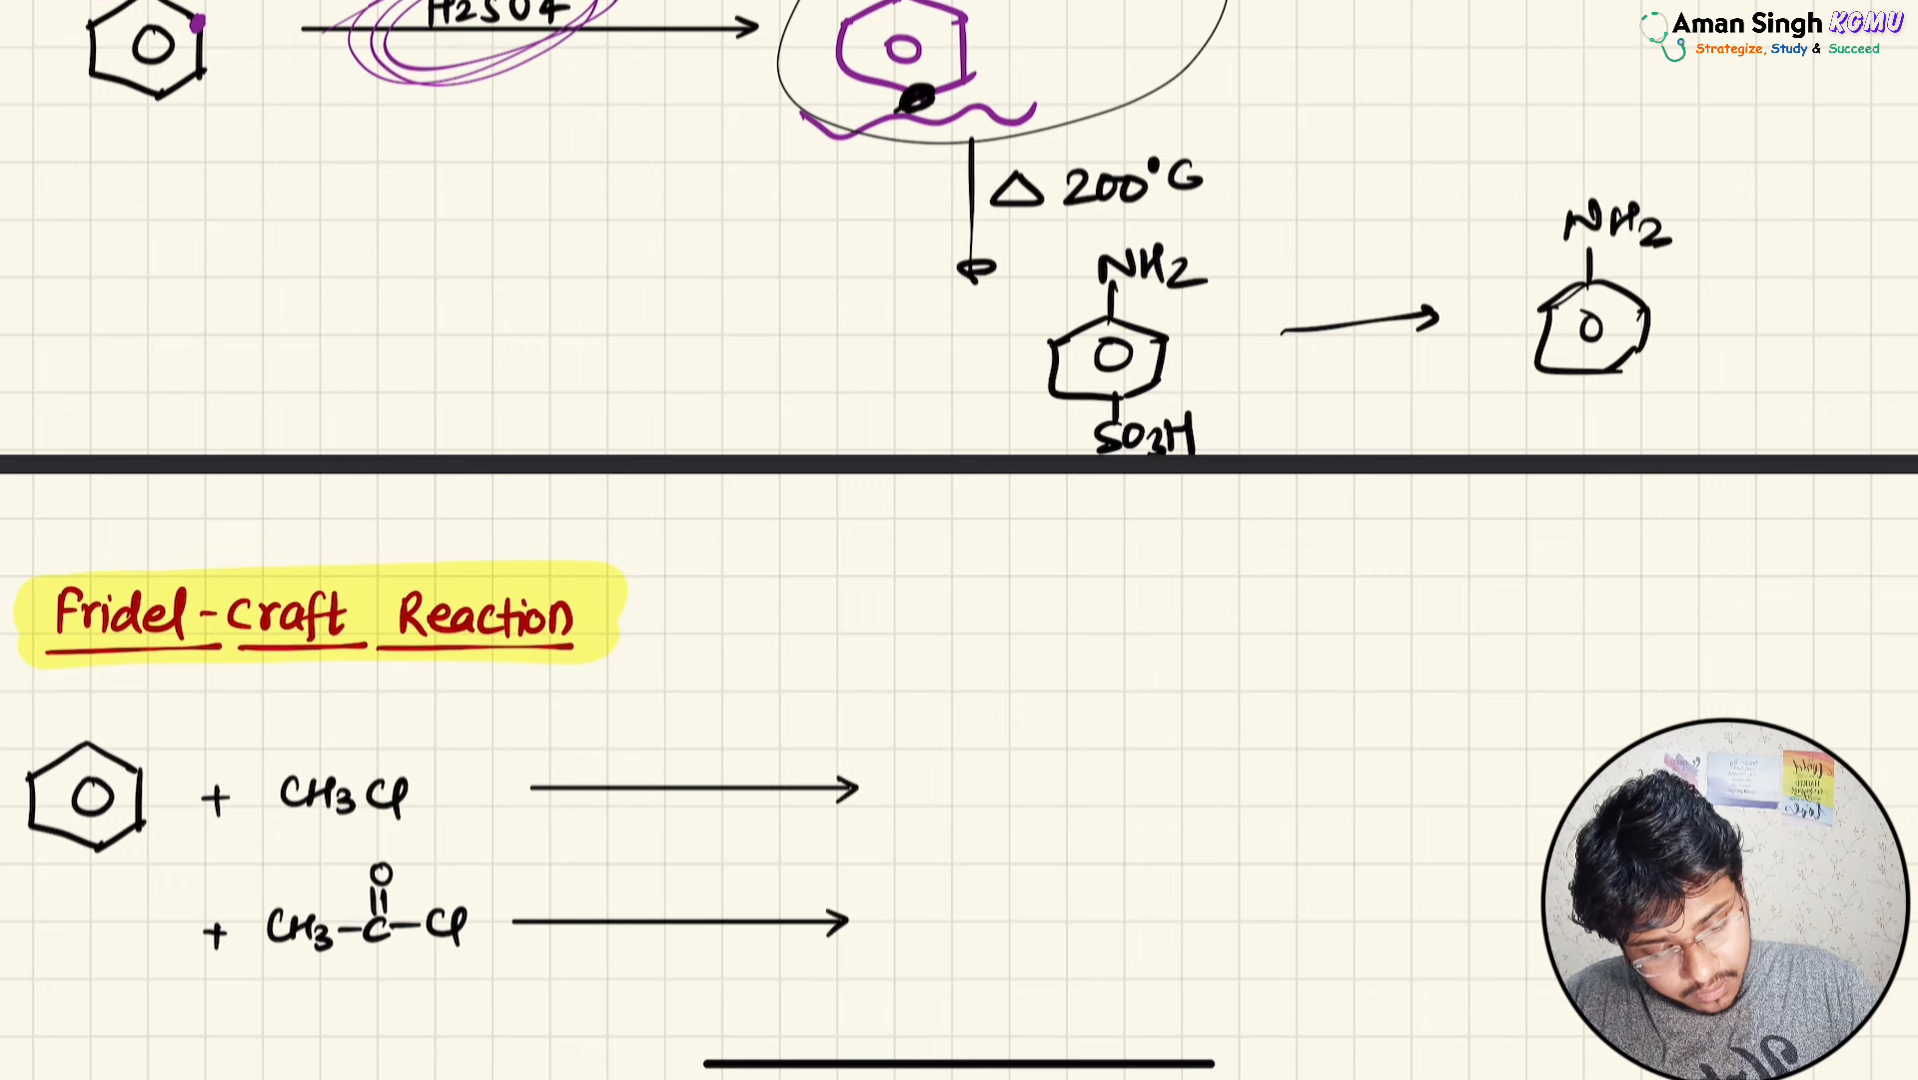 H2SO4
Aman Singh KGMU
Strategize, Study & Succeed
Δ 200°C
NH2
NH2
SO3H
Fridel-Craft Reaction
+ CH3Cl
O
+ CH3-C-Cl